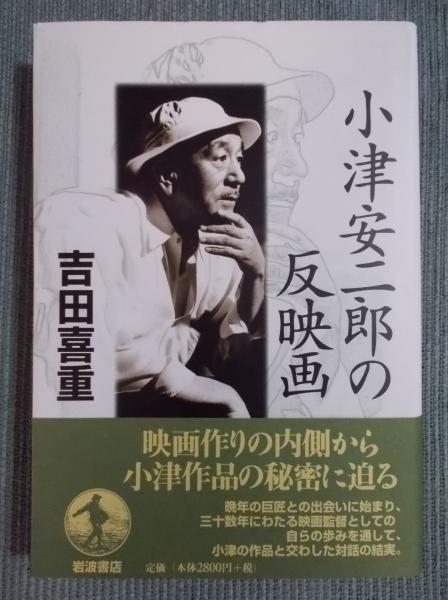 小津安二郎の
反映画
吉田喜重
映画作りの内側から
小津作品の秘密に迫る
晩年の巨匠との出会いに始まり、
三十数年にわたる映画監督としての
自らの歩みを通して、
小津の作品と交わした対話の結実。
岩波書店
定価（本体2800円+税）